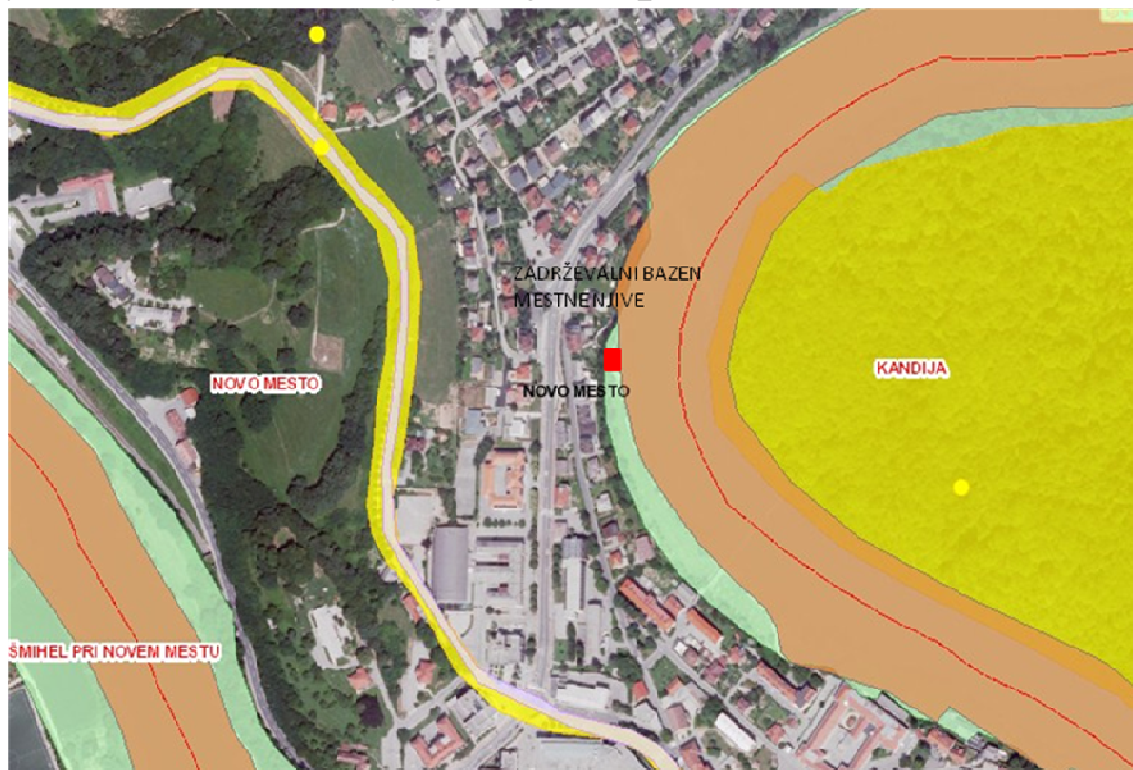 ZADRŽEVALNI BAZEN
MESTNE NJIVE
KANDIJA
NOVO MESTO
NOVO MESTO
ŠMIHEL PRI NOVEM MESTU